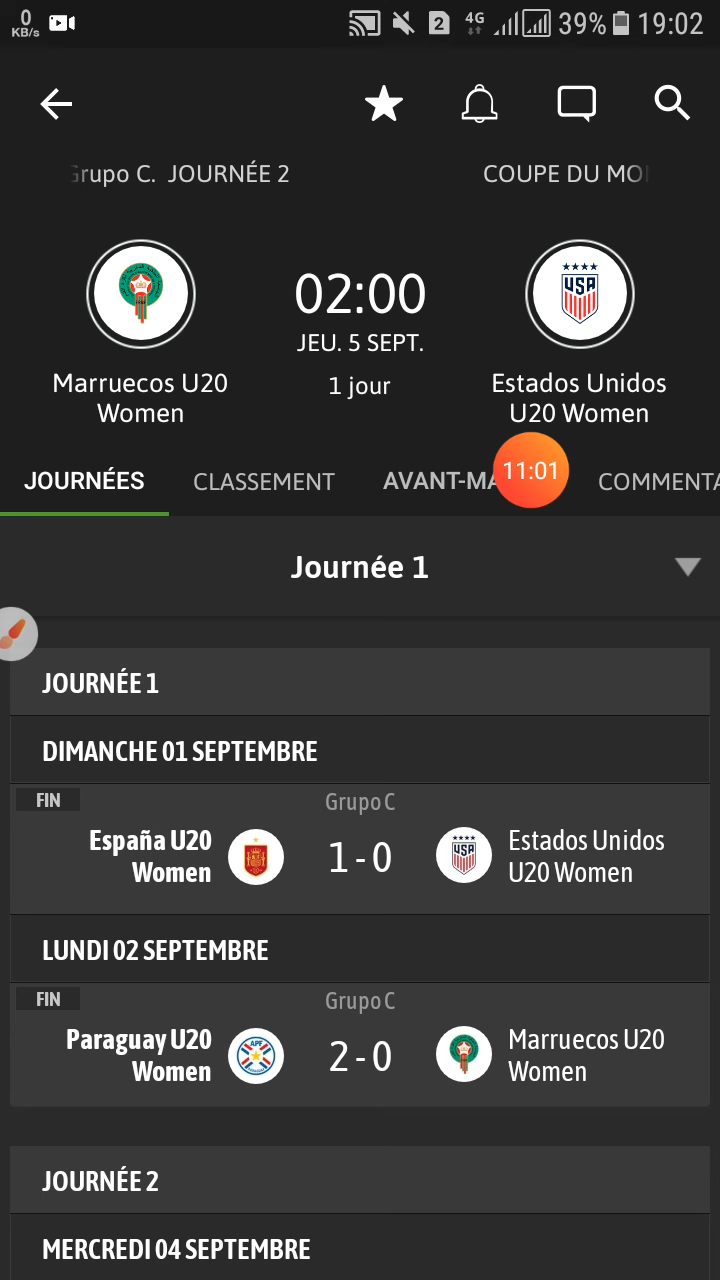 0
KB/s
2
4G
39%
19:02
Grupo C. JOURNÉE 2
COUPE DU MO
02:00
JEU. 5 SEPT.
1 jour
Marruecos U20
Women
Estados Unidos
U20 Women
JOURNÉES
CLASSEMENT
AVANT-MA
11:01
COMMENTA
Journée 1
JOURNÉE 1
DIMANCHE 01 SEPTEMBRE
FIN
Grupo C
España U20
Women
1 - 0
USA
Estados Unidos
U20 Women
LUNDI 02 SEPTEMBRE
FIN
Grupo C
Paraguay U20
Women
APF
2 - 0
Marruecos U20
Women
JOURNÉE 2
MERCREDI 04 SEPTEMBRE